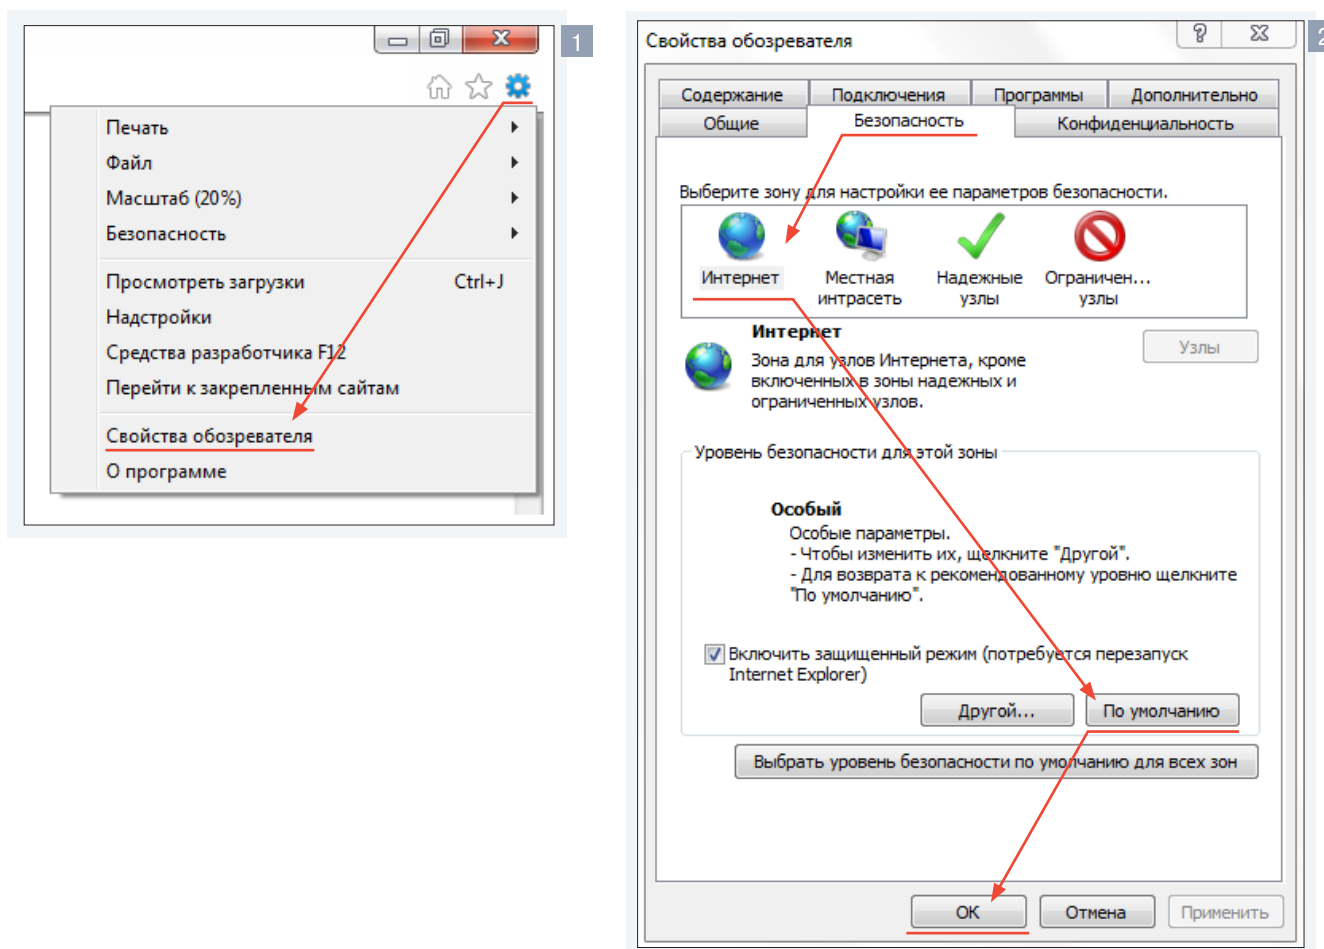 1
Печать
Файл
Масштаб (20%)
Безопасность
Просмотреть загрузки Ctrl+J
Надстройки
Средства разработчика F12
Перейти к закрепленным сайтам
Свойства обозревателя
О программе
2
Свойства обозревателя
Содержание Подключения Программы Дополнительно
Общие Безопасность Конфиденциальность
Выберите зону для настройки ее параметров безопасности.
Интернет Местная Надежные Ограничен...
интрасеть узлы узлы
Интернет
Узлы
Зона для узлов Интернета, кроме
включенных в зоны надежных и
ограниченных узлов.
Уровень безопасности для этой зоны
Особый
Особые параметры.
- Чтобы изменить их, щелкните "Другой".
- Для возврата к рекомендованному уровню щелкните
"По умолчанию".
Включить защищенный режим (потребуется перезапуск
Internet Explorer)
Другой... По умолчанию
Выбрать уровень безопасности по умолчанию для всех зон
ОК Отмена Применить